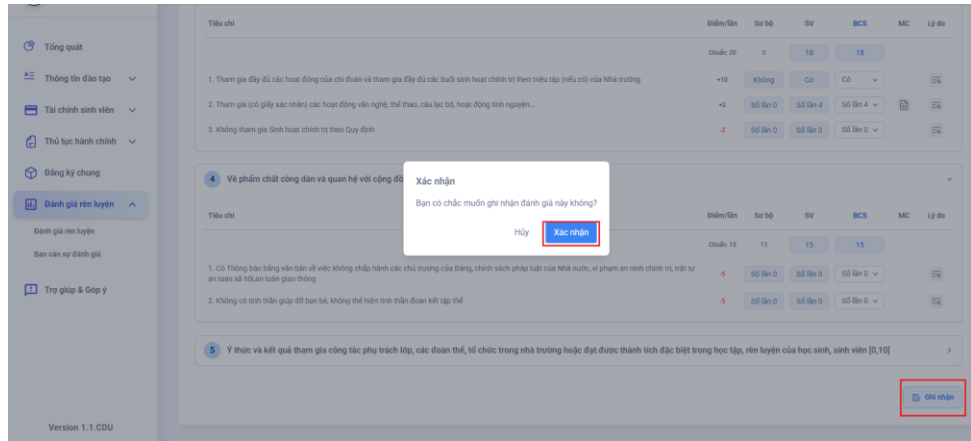 Tổng quát
Thông tin đào tạo
Tài chính sinh viên
Thủ tục hành chính
Đăng ký chung
Đánh giá rèn luyện
Đánh giá rèn luyện
Ban cán sự đánh giá
Trợ giúp & Góp ý
Version 1.1.CDU
Tiêu chí Điểm/lần Sơ bộ SV BCS MC Lý do
Chuẩn 20 0 18 18
1. Tham gia đầy đủ các hoạt động của chi đoàn và tham gia đầy đủ các buổi sinh hoạt chính trị theo triệu tập (nếu có) của Nhà trường +10 Không Có Có
2. Tham gia (có giấy xác nhận) các hoạt động văn nghệ, thể thao, câu lạc bộ, hoạt động tình nguyện... +2 Số lần 0 Số lần 4 Số lần 4
3. Không tham gia Sinh hoạt chính trị theo Quy định -2 Số lần 0 Số lần 0 Số lần 0
4 Về phẩm chất công dân và quan hệ với cộng đồ
Xác nhận
Bạn có chắc muốn ghi nhận đánh giá này không?
Hủy Xác nhận
Tiêu chí Điểm/lần Sơ bộ SV BCS MC Lý do
Chuẩn 15 15 15 15
1. Có Thông báo bằng văn bản về việc không chấp hành các chủ trương của Đảng, chính sách pháp luật của Nhà nước, vi phạm an ninh chính trị, trật tự
an toàn xã hội,an toàn giao thông -5 Số lần 0 Số lần 0 Số lần 0
2. Không có tinh thần giúp đỡ bạn bè, không thể hiện tinh thần đoàn kết tập thể -5 Số lần 0 Số lần 0 Số lần 0
5 Ý thức và kết quả tham gia công tác phụ trách lớp, các đoàn thể, tổ chức trong nhà trường hoặc đạt được thành tích đặc biệt trong học tập, rèn luyện của học sinh, sinh viên [0,10]
Ghi nhận